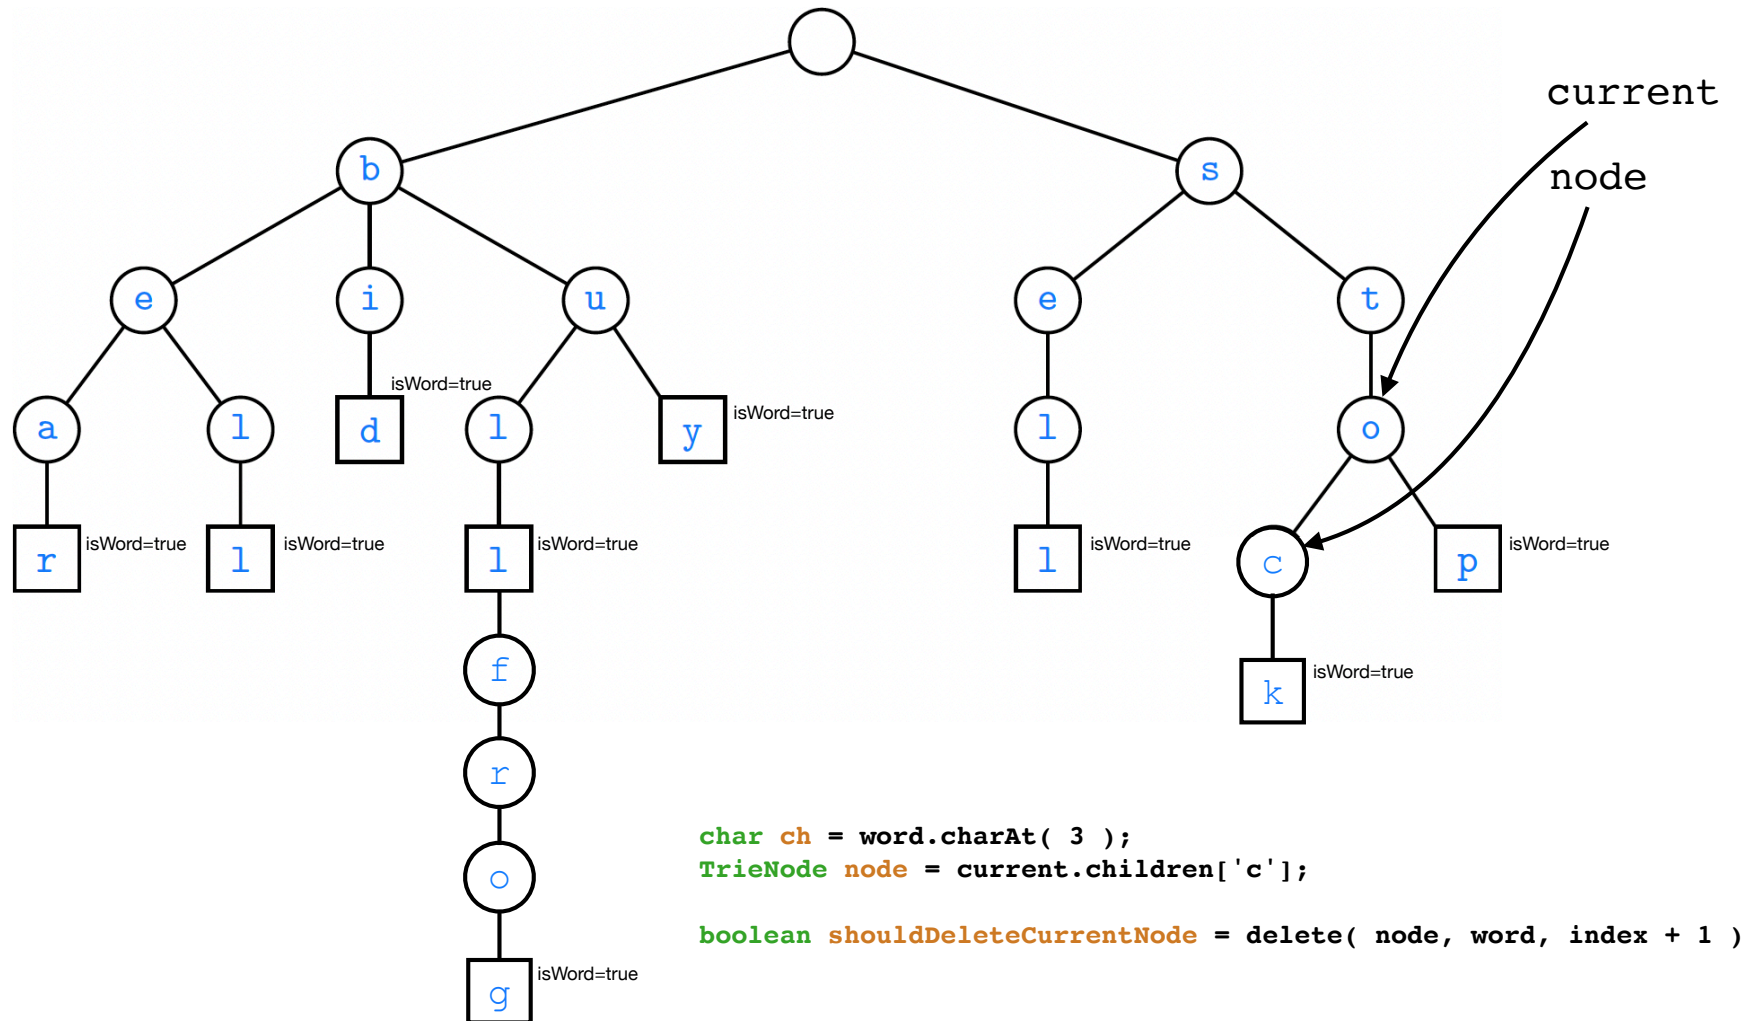 current
b
s
node
e
i
u
e
t
isWord=true
a
l
d
l
y
isWord=true
l
o
r
isWord=true
l
isWord=true
l
isWord=true
l
isWord=true
c
p
isWord=true
f
k
isWord=true
r
char ch = word.charAt( 3 );
TrieNode node = current.children['c'];
o
boolean shouldDeleteCurrentNode = delete( node, word, index + 1 )
g
isWord=true